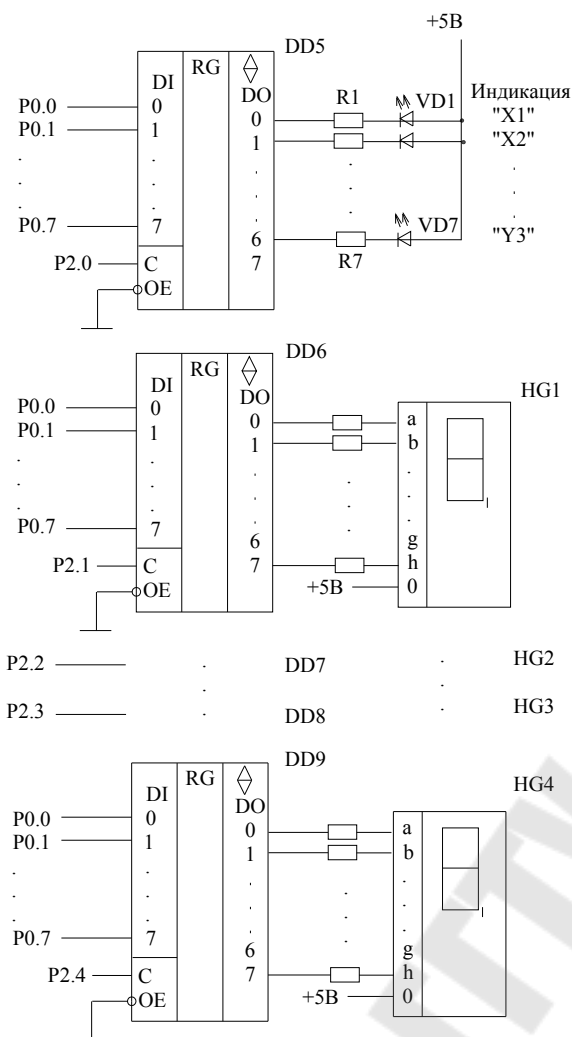 +5В
DD5
DI RG DO
R1 VD1 Индикация
P0.0 0 0 "X1"
P0.1 1 1 "X2"
P0.7 7 6 VD7 "Y3"
P2.0 C 7 R7
OE
DD6
DI RG DO
HG1
P0.0 0 0 a
P0.1 1 1 b
P0.7 7 6 g
P2.1 C 7 h
OE +5В 0
P2.2 DD7 HG2
P2.3 DD8 HG3
DD9
DI RG DO
HG4
P0.0 0 0 a
P0.1 1 1 b
P0.7 7 6 g
P2.4 C 7 h
OE +5В 0